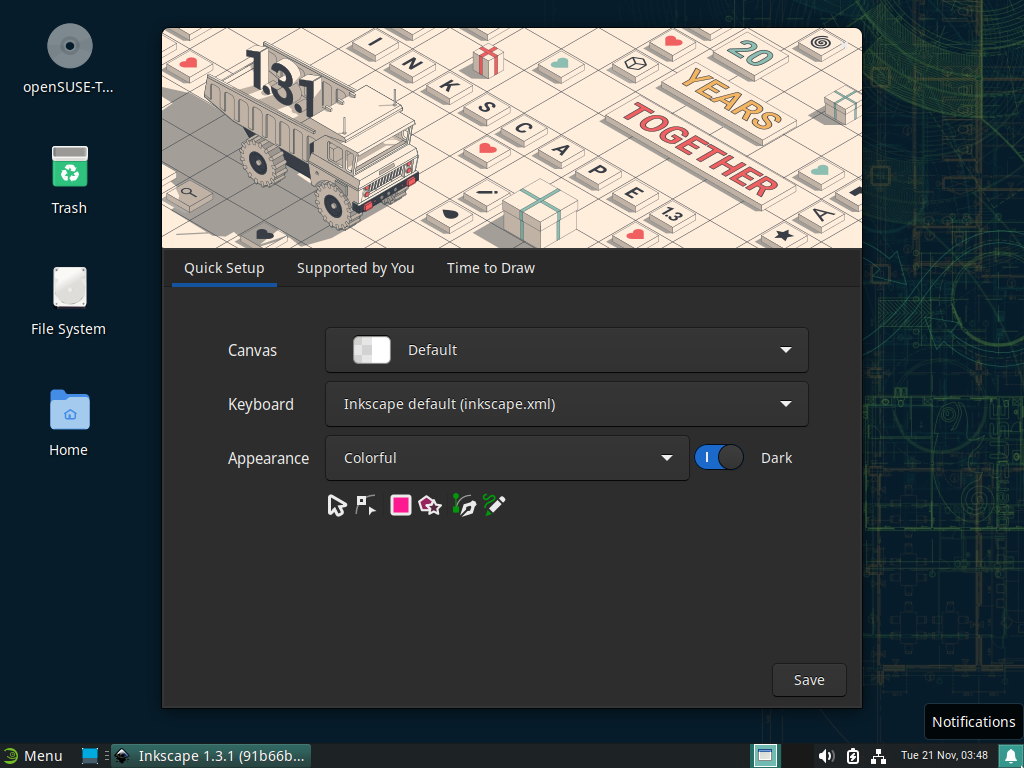 openSUSE-T...
Trash
File System
Home
1.3.1
INKSCAPE 1.3
20
YEARS
TOGETHER
!
A
Quick Setup Supported by You Time to Draw
Canvas Default
Keyboard Inkscape default (inkscape.xml)
Appearance Colorful Dark
Save
Notifications
Menu Inkscape 1.3.1 (91b66b... Tue 21 Nov, 03:48